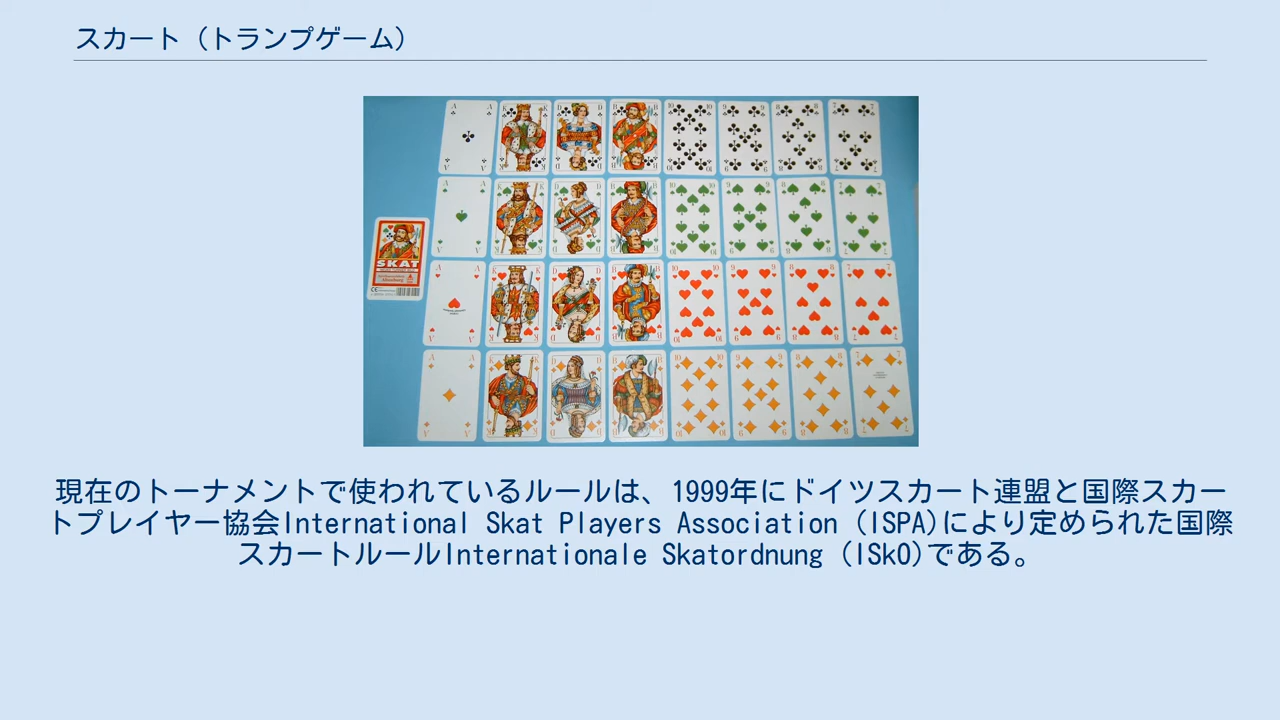 スカート（トランプゲーム）
SKAT
現在のトーナメントで使われているルールは、1999年にドイツスカート連盟と国際スカー
トプレイヤー協会International Skat Players Association (ISPA)により定められた国際
スカートルールInternationale Skatordnung (ISkO)である。